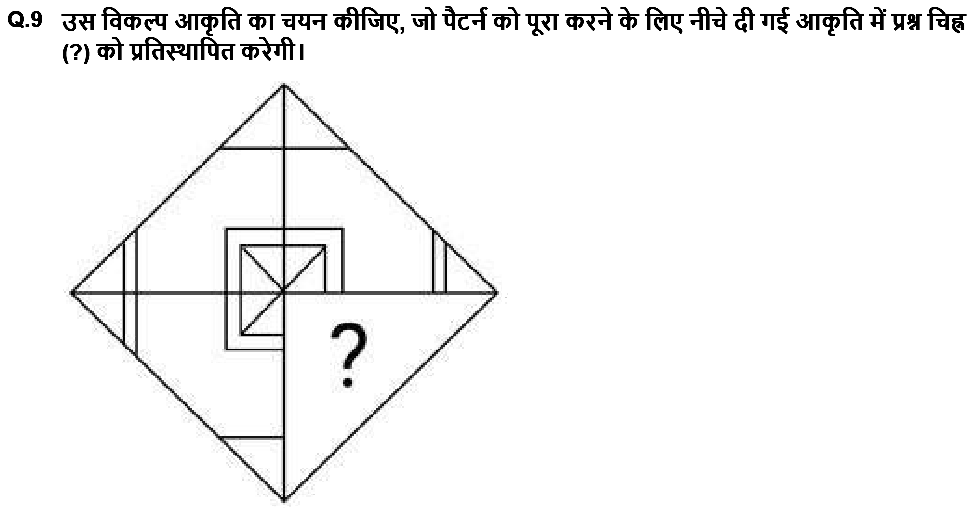 Q.9 उस विकल्प आकृति का चयन कीजिए, जो पैटर्न को पूरा करने के लिए नीचे दी गई आकृति में प्रश्न चिह्न
(?) को प्रतिस्थापित करेगी।
?